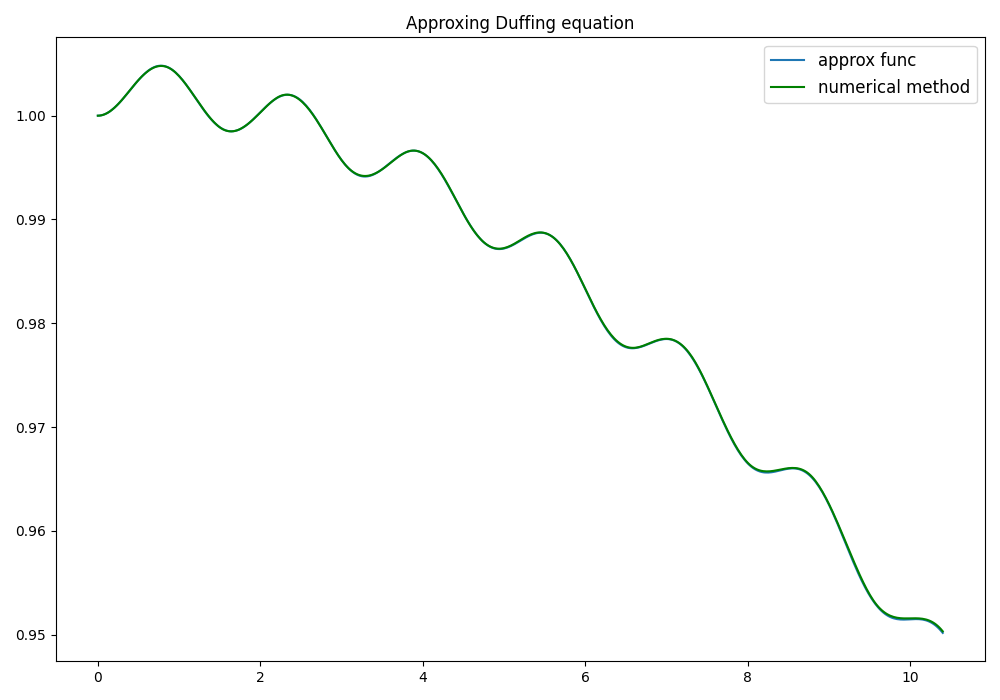 Approxing Duffing equation
approx func
numerical method
1.00
0.99
0.98
0.97
0.96
0.95
0 2 4 6 8 10